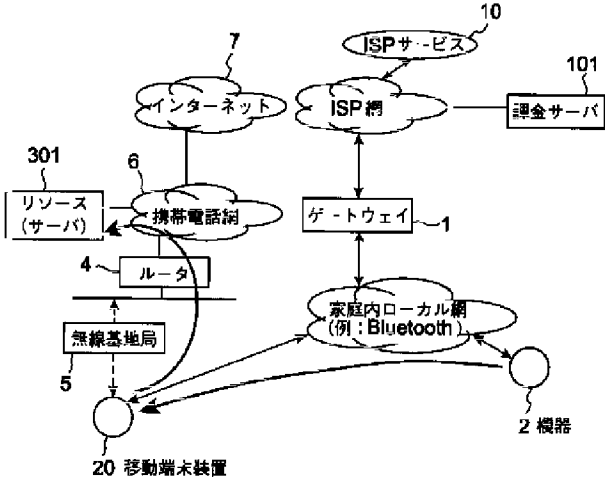 10
ISPサービス
7
インターネット
ISP網
101
課金サーバ
301
リソース
(サーバ)
6
携帯電話網
ゲートウェイ
1
4
ルータ
無線基地局
5
家庭内ローカル網
(例:Bluetooth)
2 機器
20 移動端末装置